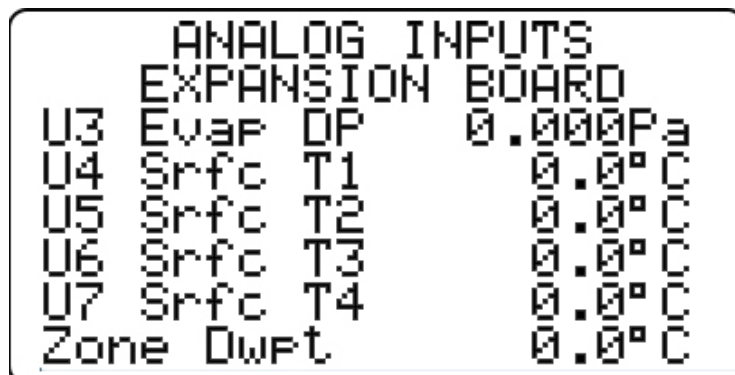 ANALOG INPUTS
EXPANSION BOARD
U3 Evap DP 0.000Pa
U4 Srfc T1 0.0°C
U5 Srfc T2 0.0°C
U6 Srfc T3 0.0°C
U7 Srfc T4 0.0°C
Zone Dwpt 0.0°C